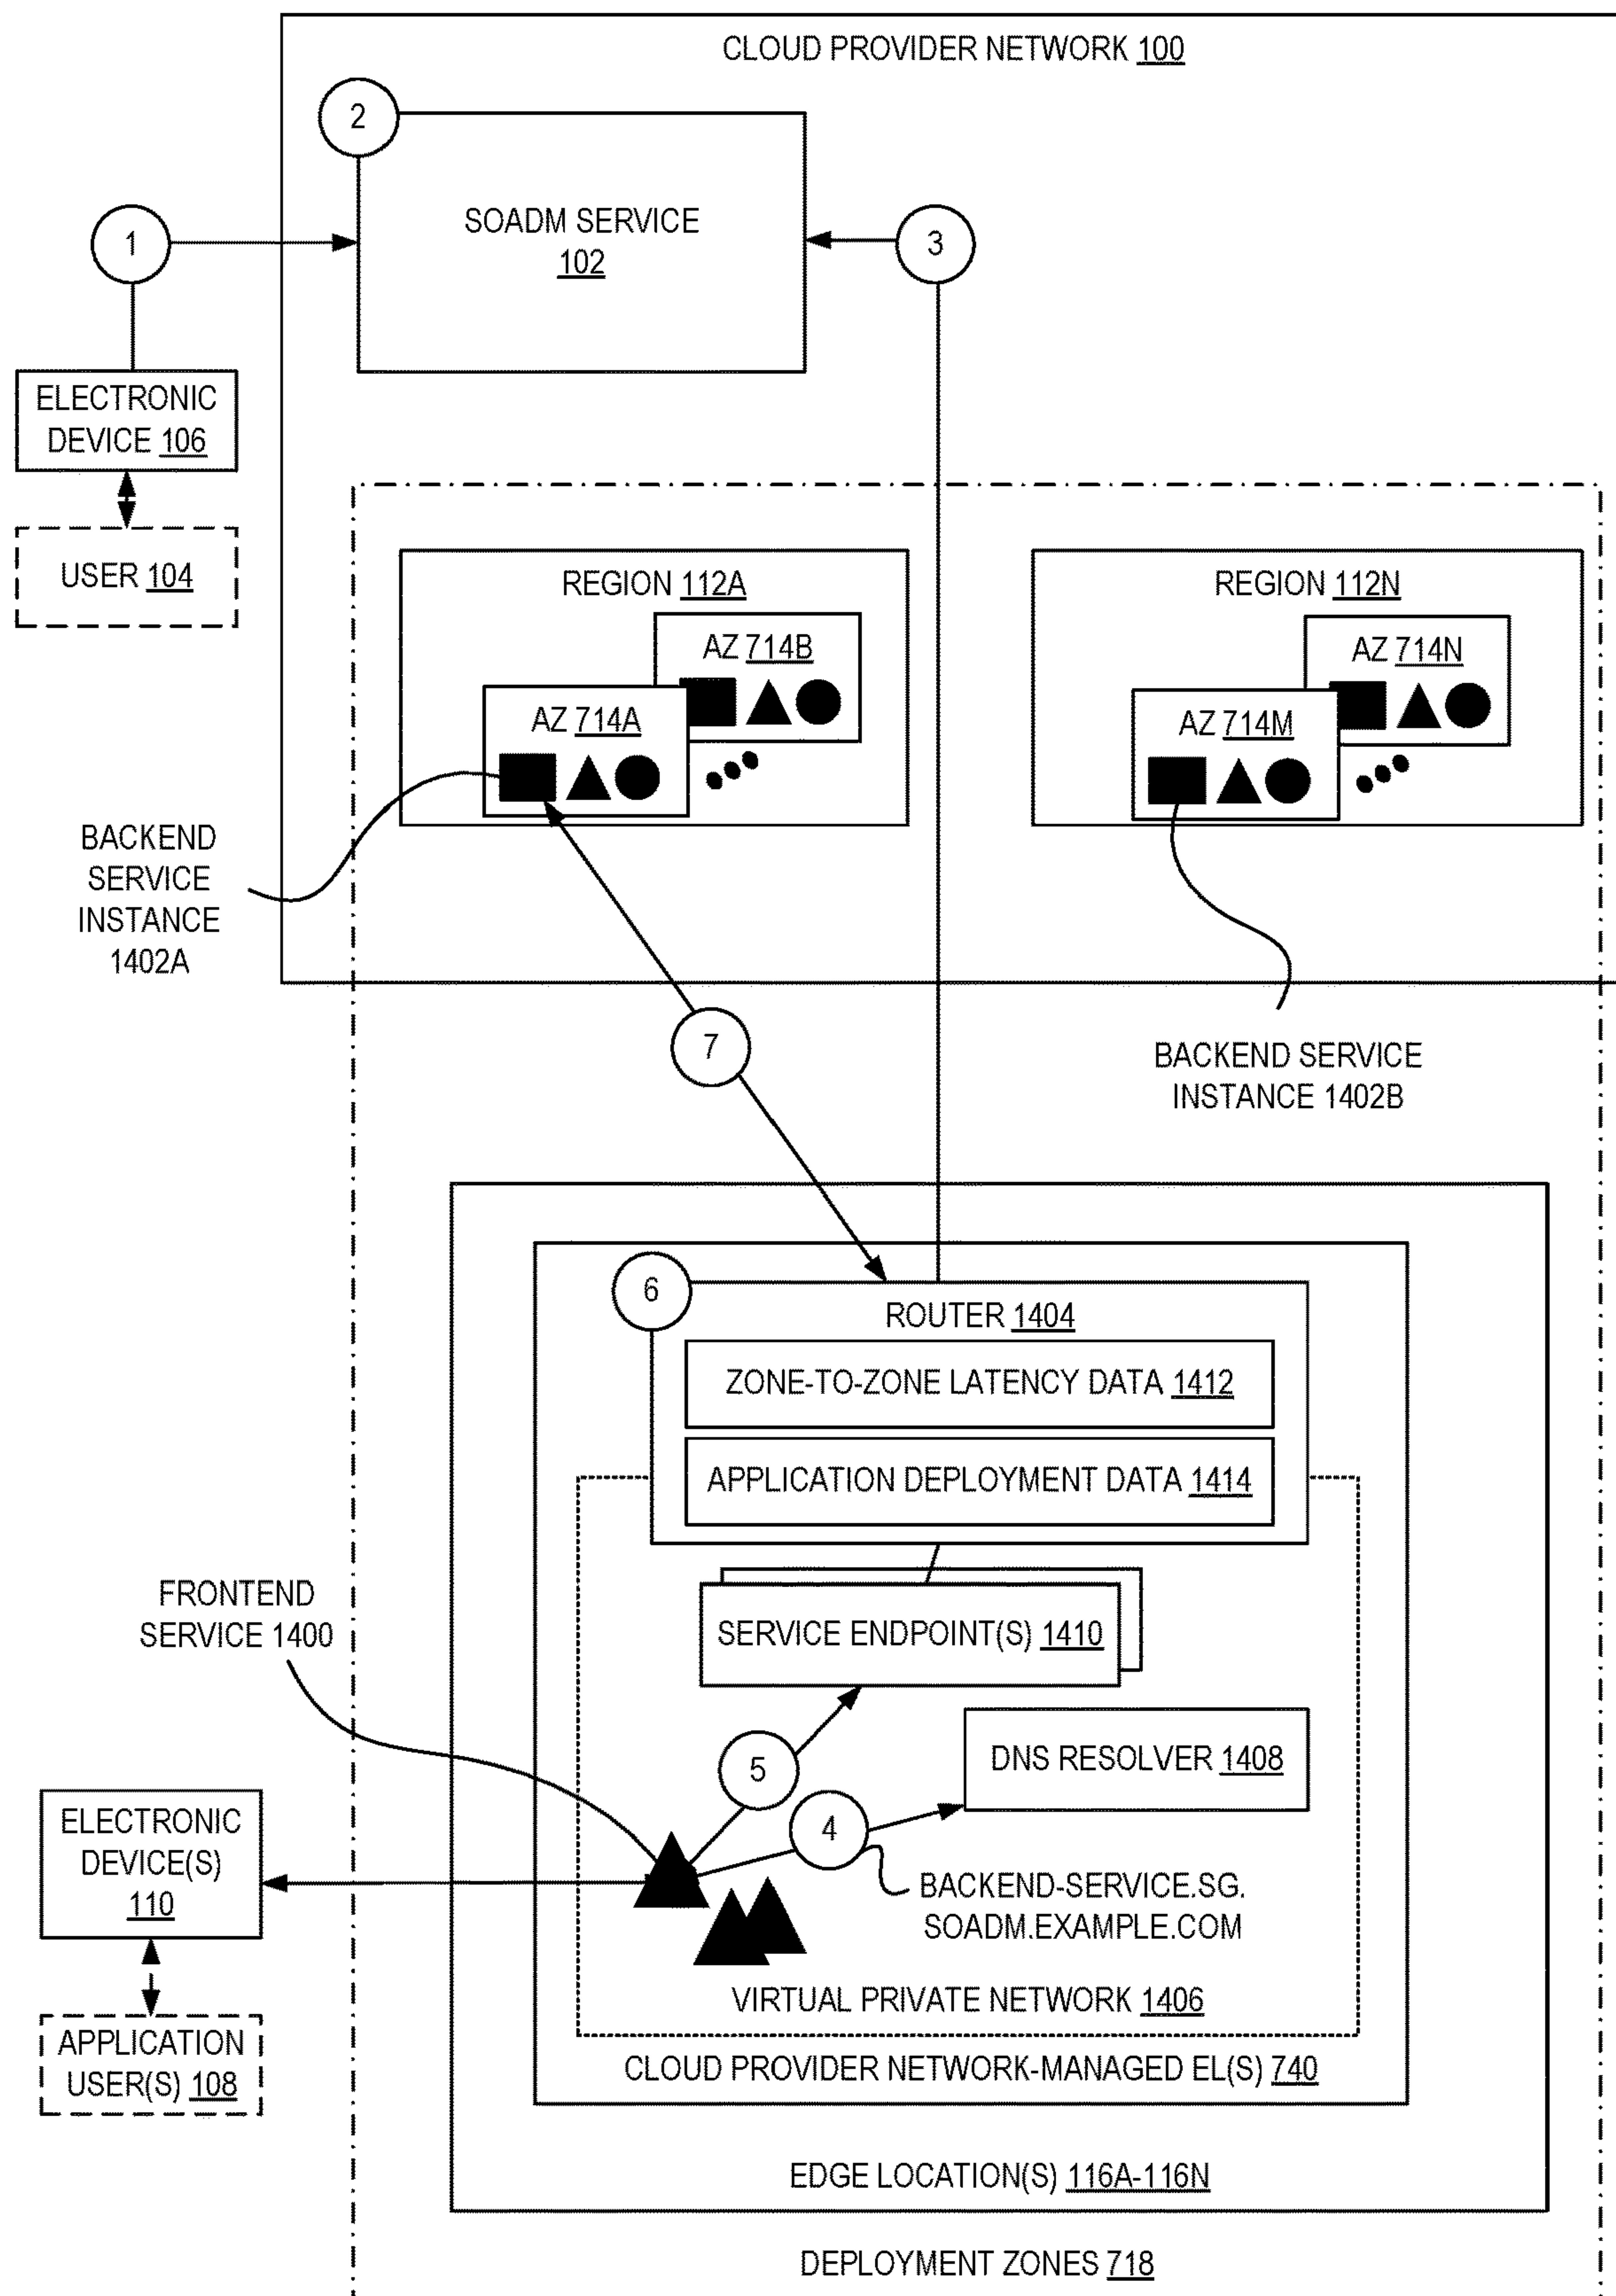 CLOUD PROVIDER NETWORK 100
2
SOADM SERVICE
102
1
3
ELECTRONIC
DEVICE 106
USER 104
REGION 112A
AZ 714B
AZ 714A
REGION 112N
AZ 714N
AZ 714M
BACKEND
SERVICE
INSTANCE
1402A
7
BACKEND SERVICE
INSTANCE 1402B
6
ROUTER 1404
ZONE-TO-ZONE LATENCY DATA 1412
APPLICATION DEPLOYMENT DATA 1414
FRONTEND
SERVICE 1400
SERVICE ENDPOINT(S) 1410
5
DNS RESOLVER 1408
4
ELECTRONIC
DEVICE(S)
110
BACKEND-SERVICE.SG.
SOADM.EXAMPLE.COM
VIRTUAL PRIVATE NETWORK 1406
APPLICATION
USER(S) 108
CLOUD PROVIDER NETWORK-MANAGED EL(S) 740
EDGE LOCATION(S) 116A-116N
DEPLOYMENT ZONES 718